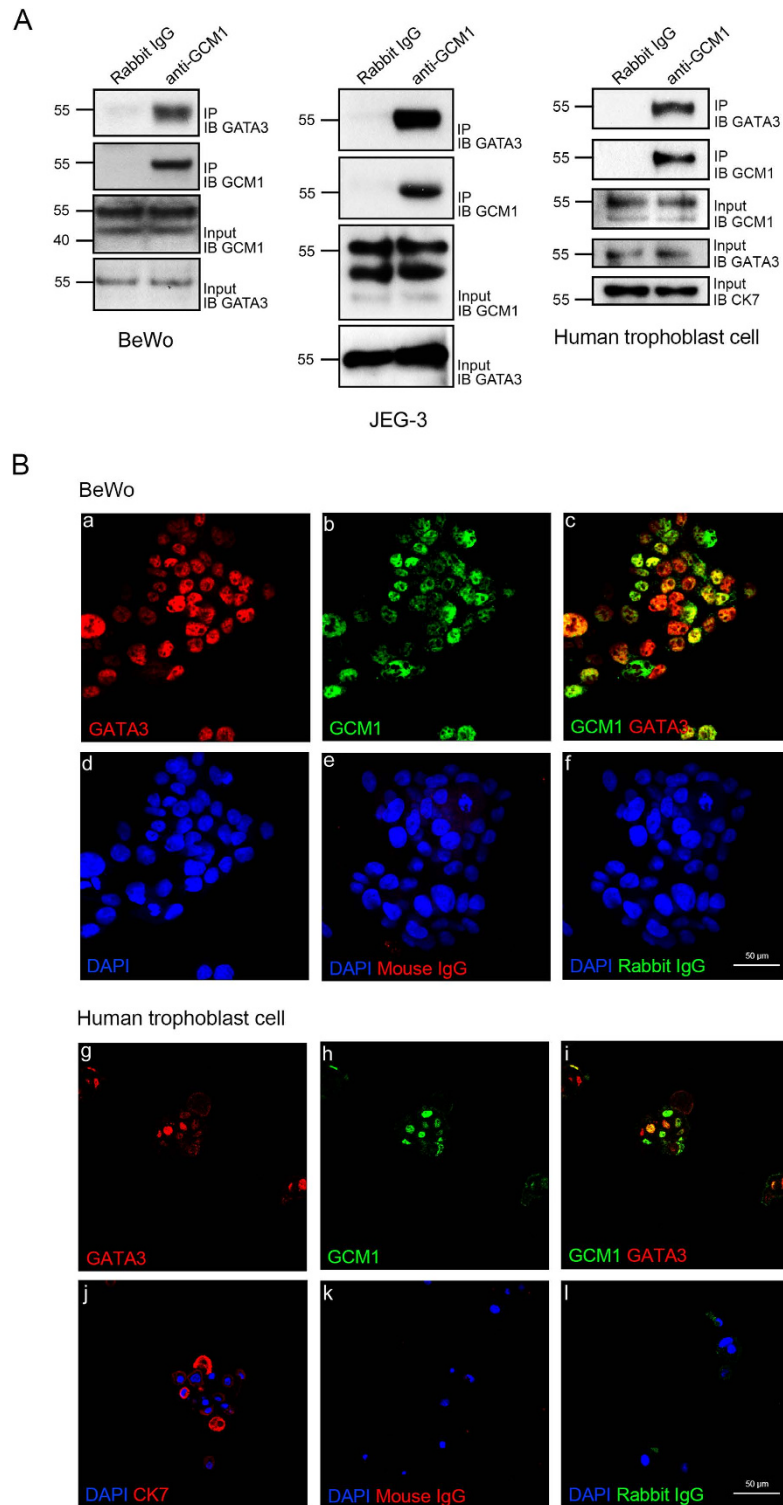 A
Rabbit IgG
anti-GCM1
55
IP
IB GATA3
55
IP
IB GCM1
55
40
Input
IB GCM1
55
Input
IB GATA3
BeWo
Rabbit IgG
anti-GCM1
55
IP
IB GATA3
55
IP
IB GCM1
55
Input
IB GCM1
55
Input
IB GATA3
JEG-3
Rabbit IgG
anti-GCM1
55
IP
IB GATA3
55
IP
IB GCM1
55
Input
IB GCM1
55
Input
IB GATA3
55
Input
IB CK7
Human trophoblast cell
B
BeWo
a
GATA3
b
GCM1
c
GCM1 GATA3
d
DAPI
e
DAPI Mouse IgG
f
DAPI Rabbit IgG
50 µm
Human trophoblast cell
g
GATA3
h
GCM1
i
GCM1 GATA3
j
DAPI CK7
k
DAPI Mouse IgG
l
DAPI Rabbit IgG
50 µm